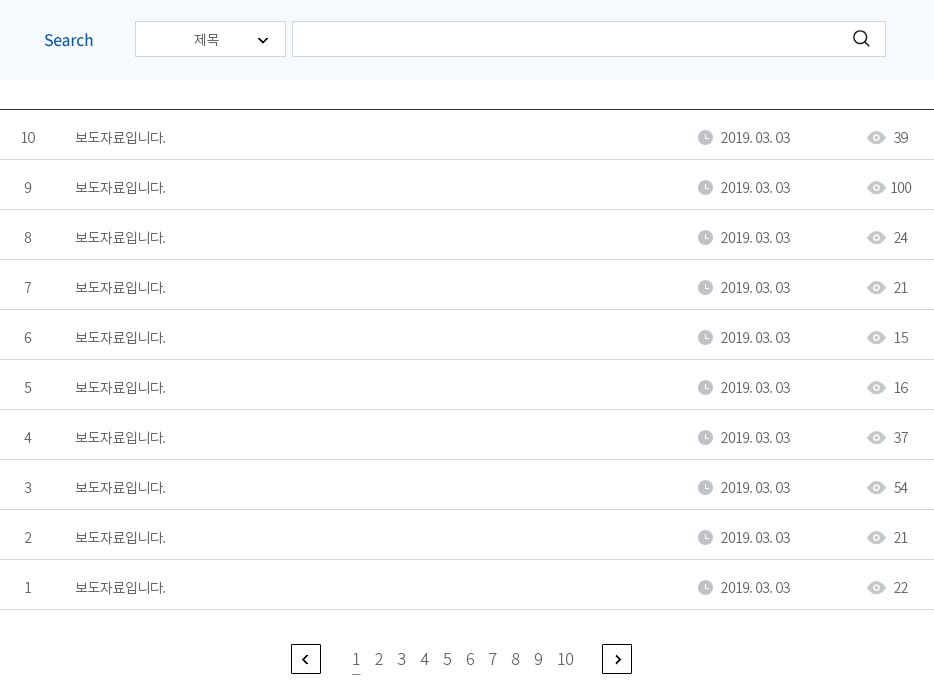 Search 제목
10 보도자료입니다. 2019. 03. 03 39
9 보도자료입니다. 2019. 03. 03 100
8 보도자료입니다. 2019. 03. 03 24
7 보도자료입니다. 2019. 03. 03 21
6 보도자료입니다. 2019. 03. 03 15
5 보도자료입니다. 2019. 03. 03 16
4 보도자료입니다. 2019. 03. 03 37
3 보도자료입니다. 2019. 03. 03 54
2 보도자료입니다. 2019. 03. 03 21
1 보도자료입니다. 2019. 03. 03 22
1 2 3 4 5 6 7 8 9 10